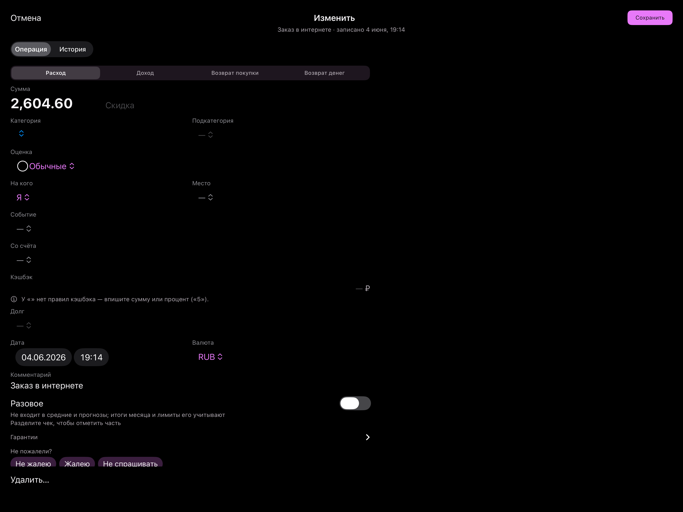 Отмена
Изменить
Сохранить
Заказ в интернете · записано 4 июня, 19:14
Операция
История
Расход
Доход
Возврат покупки
Возврат денег
Сумма
2,604.60
Скидка
Категория
Подкатегория
—
Оценка
Обычные
На кого
Место
Я
—
Событие
—
Со счёта
—
Кэшбэк
— ₽
У «» нет правил кэшбэка — впишите сумму или процент («5»).
Долг
—
Дата
Валюта
04.06.2026
19:14
RUB
Комментарий
Заказ в интернете
Разовое
Не входит в средние и прогнозы; итоги месяца и лимиты его учитывают
Разделите чек, чтобы отметить часть
Гарантии
Не пожалели?
Не жалею
Жалею
Не спрашивать
Удалить...